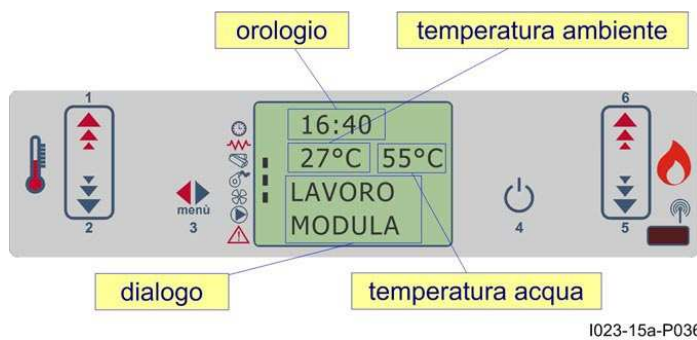 orologio
temperatura ambiente
1
6
16:40
27°C
55°C
LAVORO
MODULA
menù
2
3
4
5
dialogo
temperatura acqua
I023-15a-P036